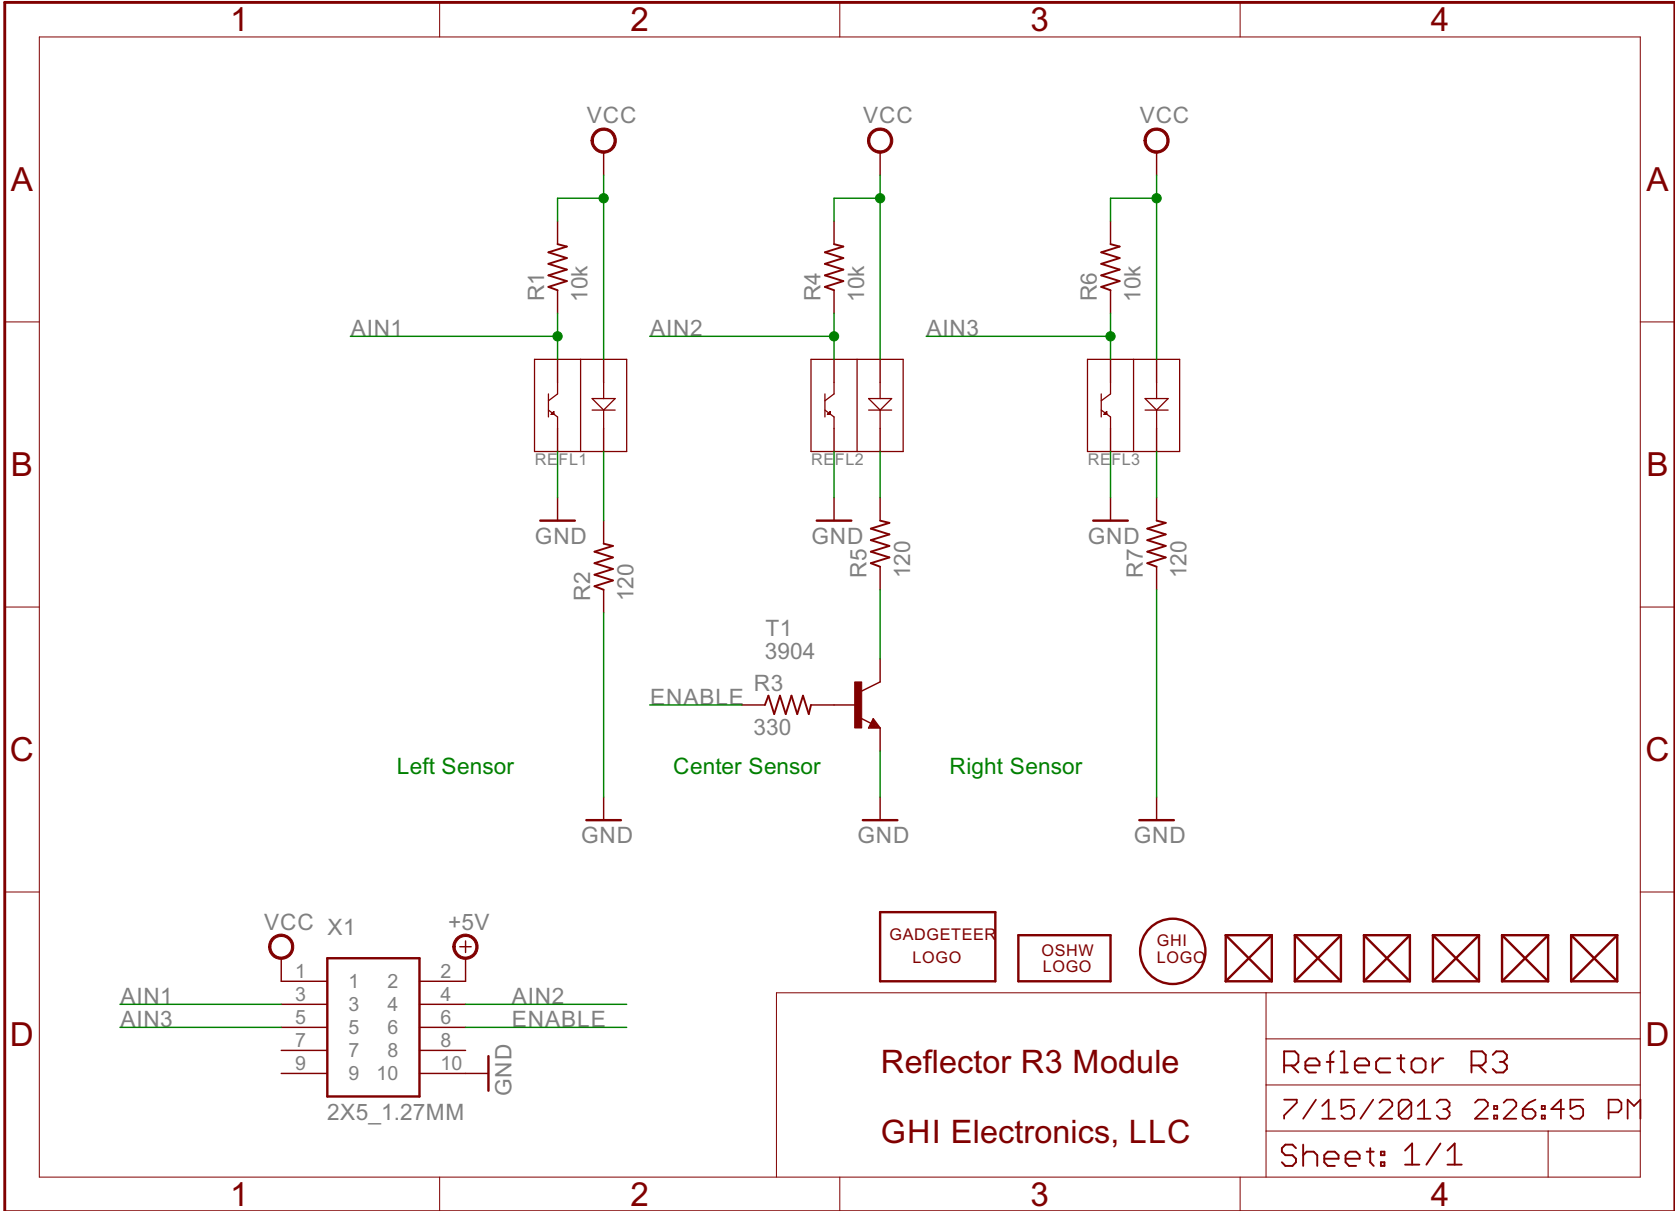 1 2 3 4
A A
B B
C C
D D
VCC VCC VCC
R1 10k R4 10k R6 10k
AIN1 AIN2 AIN3
REFL1 REFL2 REFL3
GND GND GND
R2 120 R5 120 R7 120
T1
3904
ENABLE R3
330
Left Sensor Center Sensor Right Sensor
GND GND GND
VCC X1 +5V
1 1 2 2
AIN1 3 3 4 4 AIN2
AIN3 5 5 6 6 ENABLE
7 7 8 8
9 9 10 10 GND
2X5_1.27MM
GADGETEER
LOGO
OSHW
LOGO
GHI
LOGO
Reflector R3 Module
GHI Electronics, LLC
Reflector R3
7/15/2013 2:26:45 PM
Sheet: 1/1
1 2 3 4